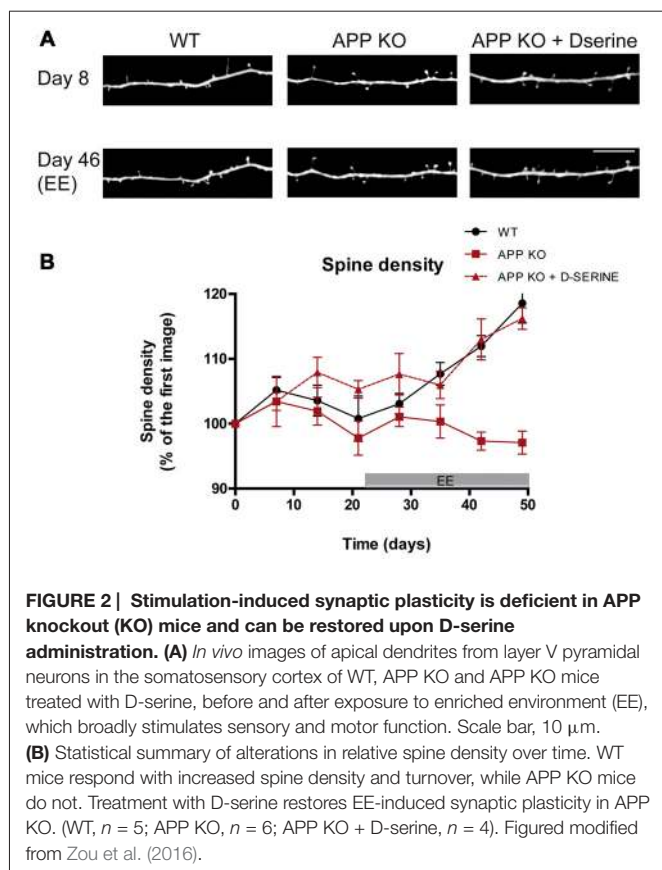 A
WT
APP KO
APP KO + Dserine
Day 8
Day 46
(EE)
WT
APP KO
APP KO + D-SERINE
B
Spine density
Spine density
(% of the first image)
120
110
100
90
0
10
20
30
40
50
EE
Time (days)
FIGURE 2 | Stimulation-induced synaptic plasticity is deficient in APP
knockout (KO) mice and can be restored upon D-serine
administration. (A) In vivo images of apical dendrites from layer V pyramidal
neurons in the somatosensory cortex of WT, APP KO and APP KO mice
treated with D-serine, before and after exposure to enriched environment (EE),
which broadly stimulates sensory and motor function. Scale bar, 10 μm.
(B) Statistical summary of alterations in relative spine density over time. WT
mice respond with increased spine density and turnover, while APP KO mice
do not. Treatment with D-serine restores EE-induced synaptic plasticity in APP
KO. (WT, n = 5; APP KO, n = 6; APP KO + D-serine, n = 4). Figured modified
from Zou et al. (2016).